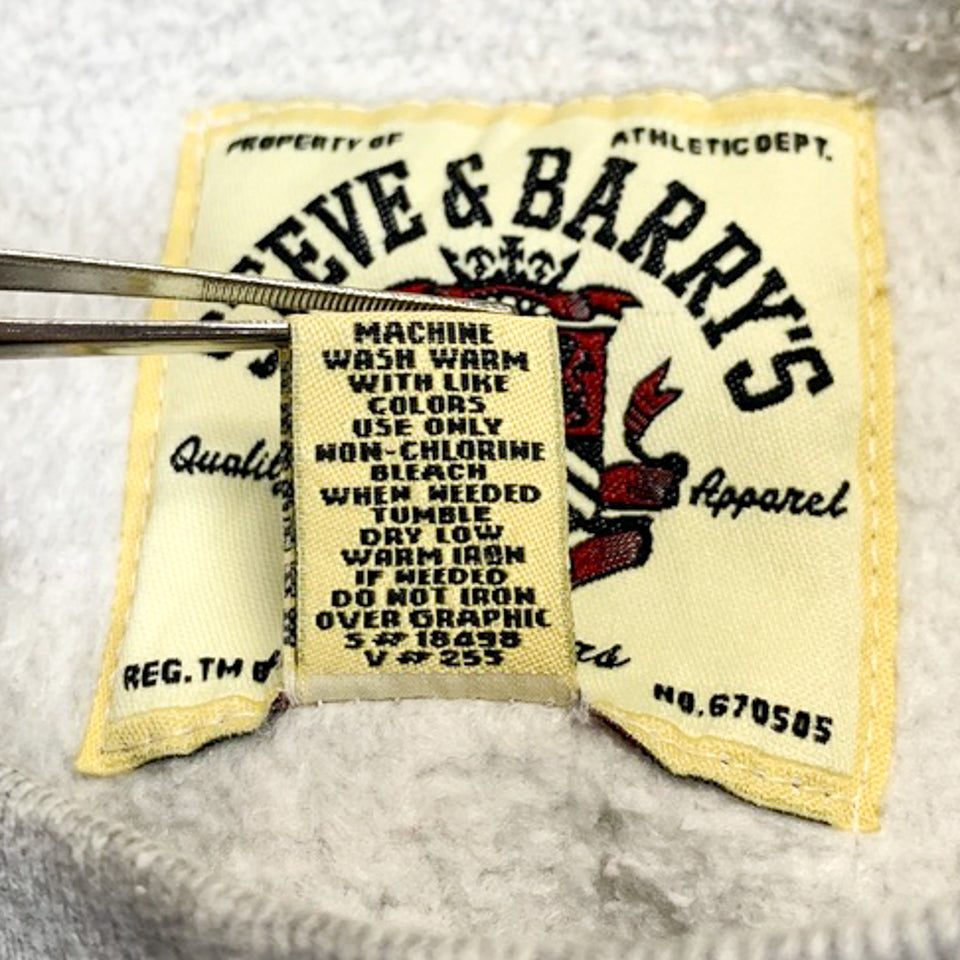 PROPERTY OF ATHLETIC DEPT.
STEVE & BARRY'S
Apparel
REG. TM
NO. 670505
MACHINE
WASH WARM
WITH LIKE
COLORS
USE ONLY
NON-CHLORINE
BLEACH
WHEN NEEDED
TUMBLE
DRY LOW
WARM IRON
IF NEEDED
DO NOT IRON
OVER GRAPHIC
S# 18498
V# 255